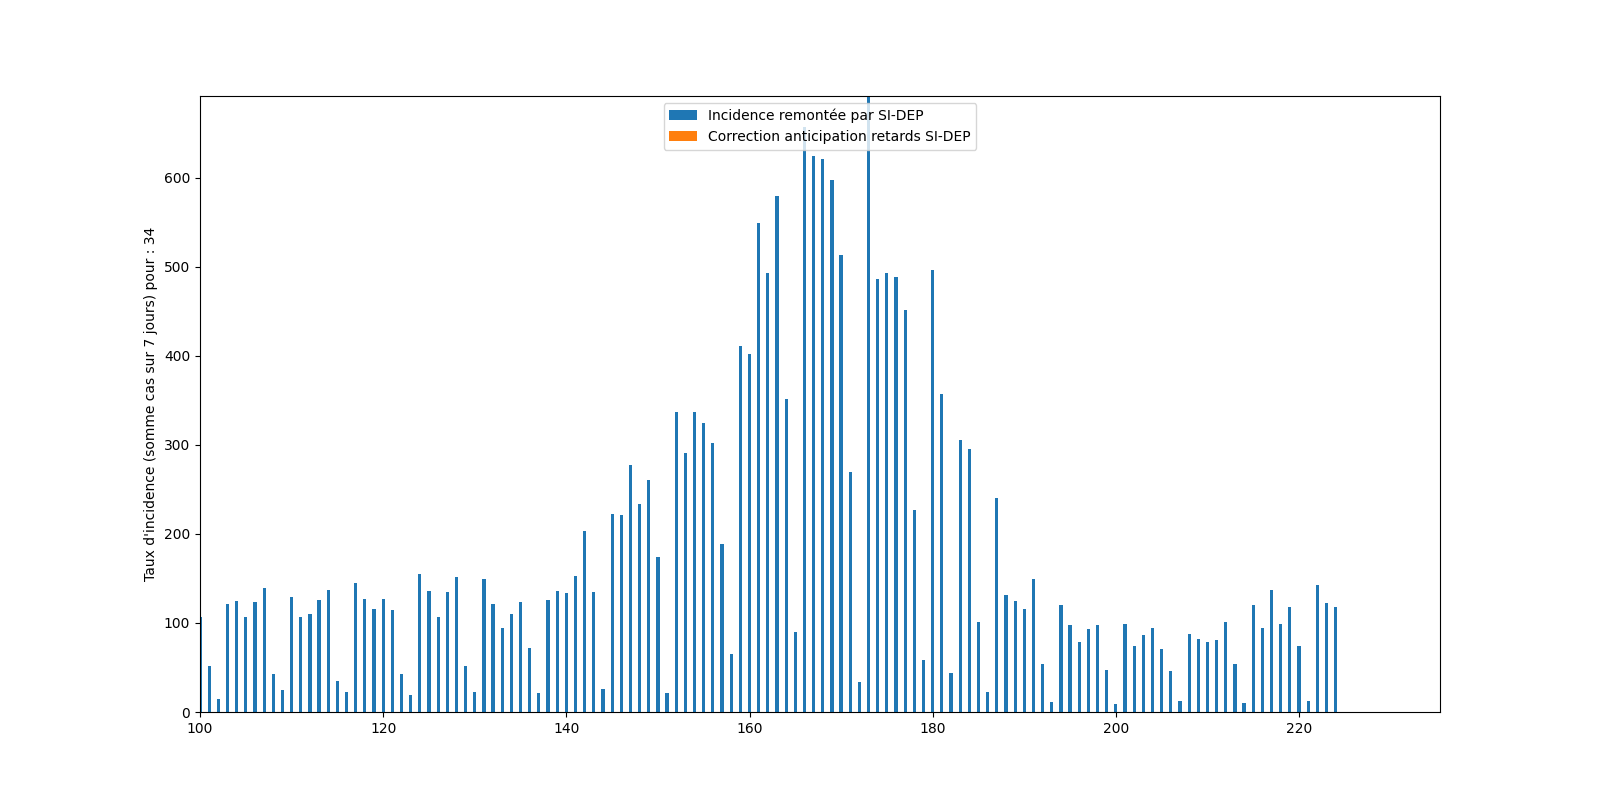 Incidence remontée par SI-DEP
Correction anticipation retards SI-DEP
Taux d'incidence (somme cas sur 7 jours) pour : 34
600
500
400
300
200
100
0
100 120 140 160 180 200 220